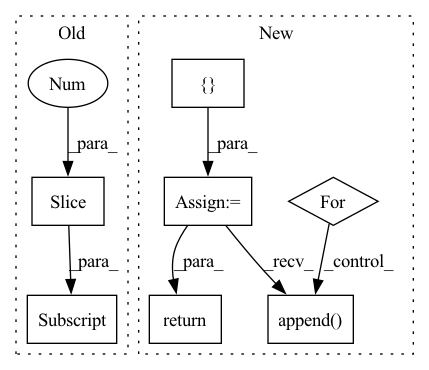 Old
New
Num
{}
_para_
_para_
Slice
Assign:=
For
_para_
_para_
_recv_
_control_
Subscript
return
append()